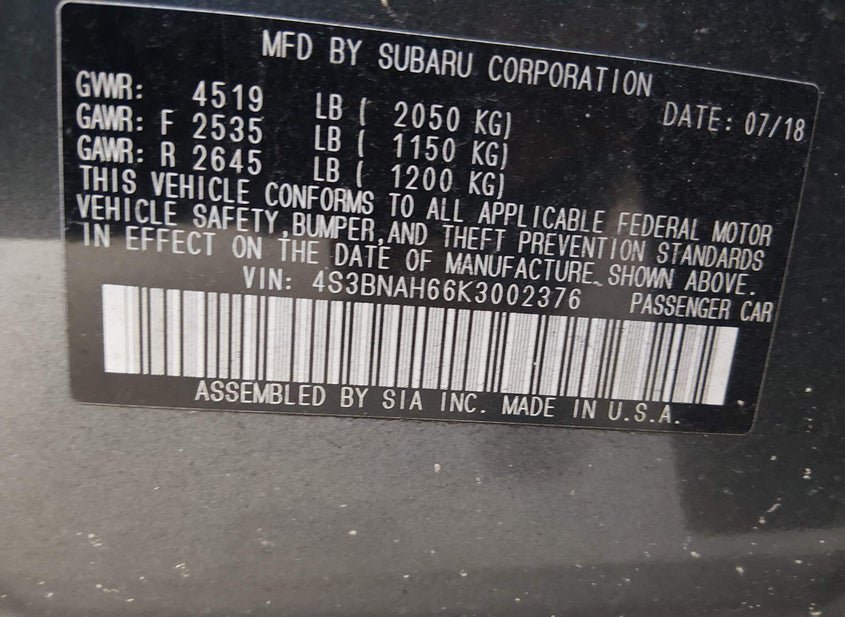 MFD BY SUBARU CORPORATION
GVWR: 4519 LB ( 2050 KG) DATE: 07/18
GAWR: F 2535 LB ( 1150 KG)
GAWR: R 2645 LB ( 1200 KG)
THIS VEHICLE CONFORMS TO ALL APPLICABLE FEDERAL MOTOR
VEHICLE SAFETY,BUMPER,AND THEFT PREVENTION STANDARDS
IN EFFECT ON THE DATE OF MANUFACTURE SHOWN ABOVE.
VIN: 4S3BNAH66K3002376 PASSENGER CAR
ASSEMBLED BY SIA INC. MADE IN U.S.A.